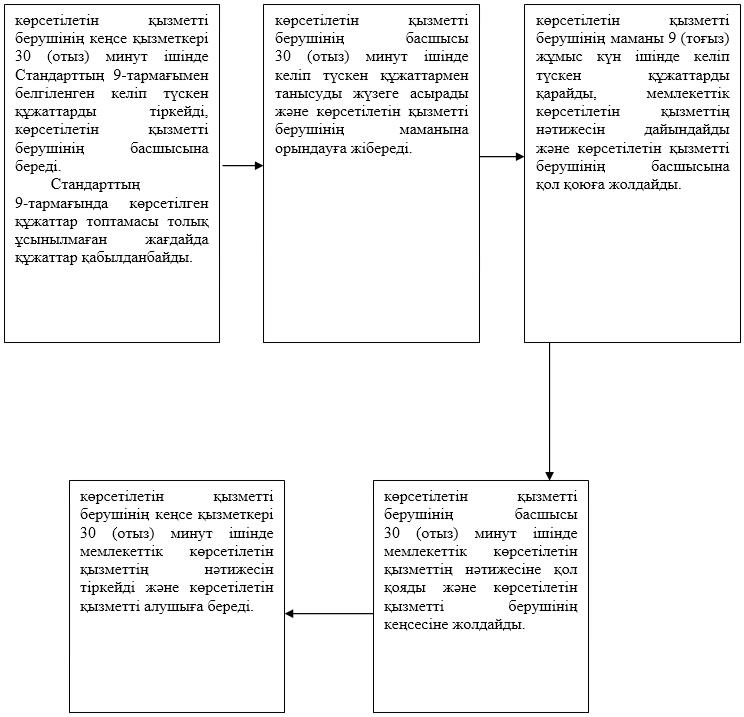 көрсетілетін қызметті
берушінің кеңсе қызметкері
30 (отыз) минут ішінде
Стандарттың 9-тармағымен
белгіленген келіп түскен
құжаттарды тіркейді,
көрсетілетін қызметті
берушінің басшысына
береді.
Стандарттың
9-тармағында көрсетілген
құжаттар топтамасы толық
ұсынылмаған жағдайда
құжаттар қабылданбайды.
көрсетілетін қызметті
берушінің басшысы
30 (отыз) минут ішінде
келіп түскен құжаттармен
танысуды жүзеге асырады
және көрсетілетін қызметті
берушінің маманына
орындауға жібереді.
көрсетілетін қызметті
берушінің маманы 9 (тоғыз)
жұмыс күн ішінде келіп
түскен құжаттарды
қарайды, мемлекеттік
көрсетілетін қызметтің
нәтижесін дайындайды
және көрсетілетін қызметті
берушінің басшысына
қол қоюға жолдайды.
көрсетілетін қызметті
берушінің басшысы
30 (отыз) минут ішінде
мемлекеттік көрсетілетін
қызметтің нәтижесіне қол
қояды және көрсетілетін
қызметті берушінің
кеңсесіне жолдайды.
көрсетілетін қызметті
берушінің кеңсе қызметкері
30 (отыз) минут ішінде
мемлекеттік көрсетілетін
қызметтің нәтижесін
тіркейді және көрсетілетін
қызметті алушыға береді.